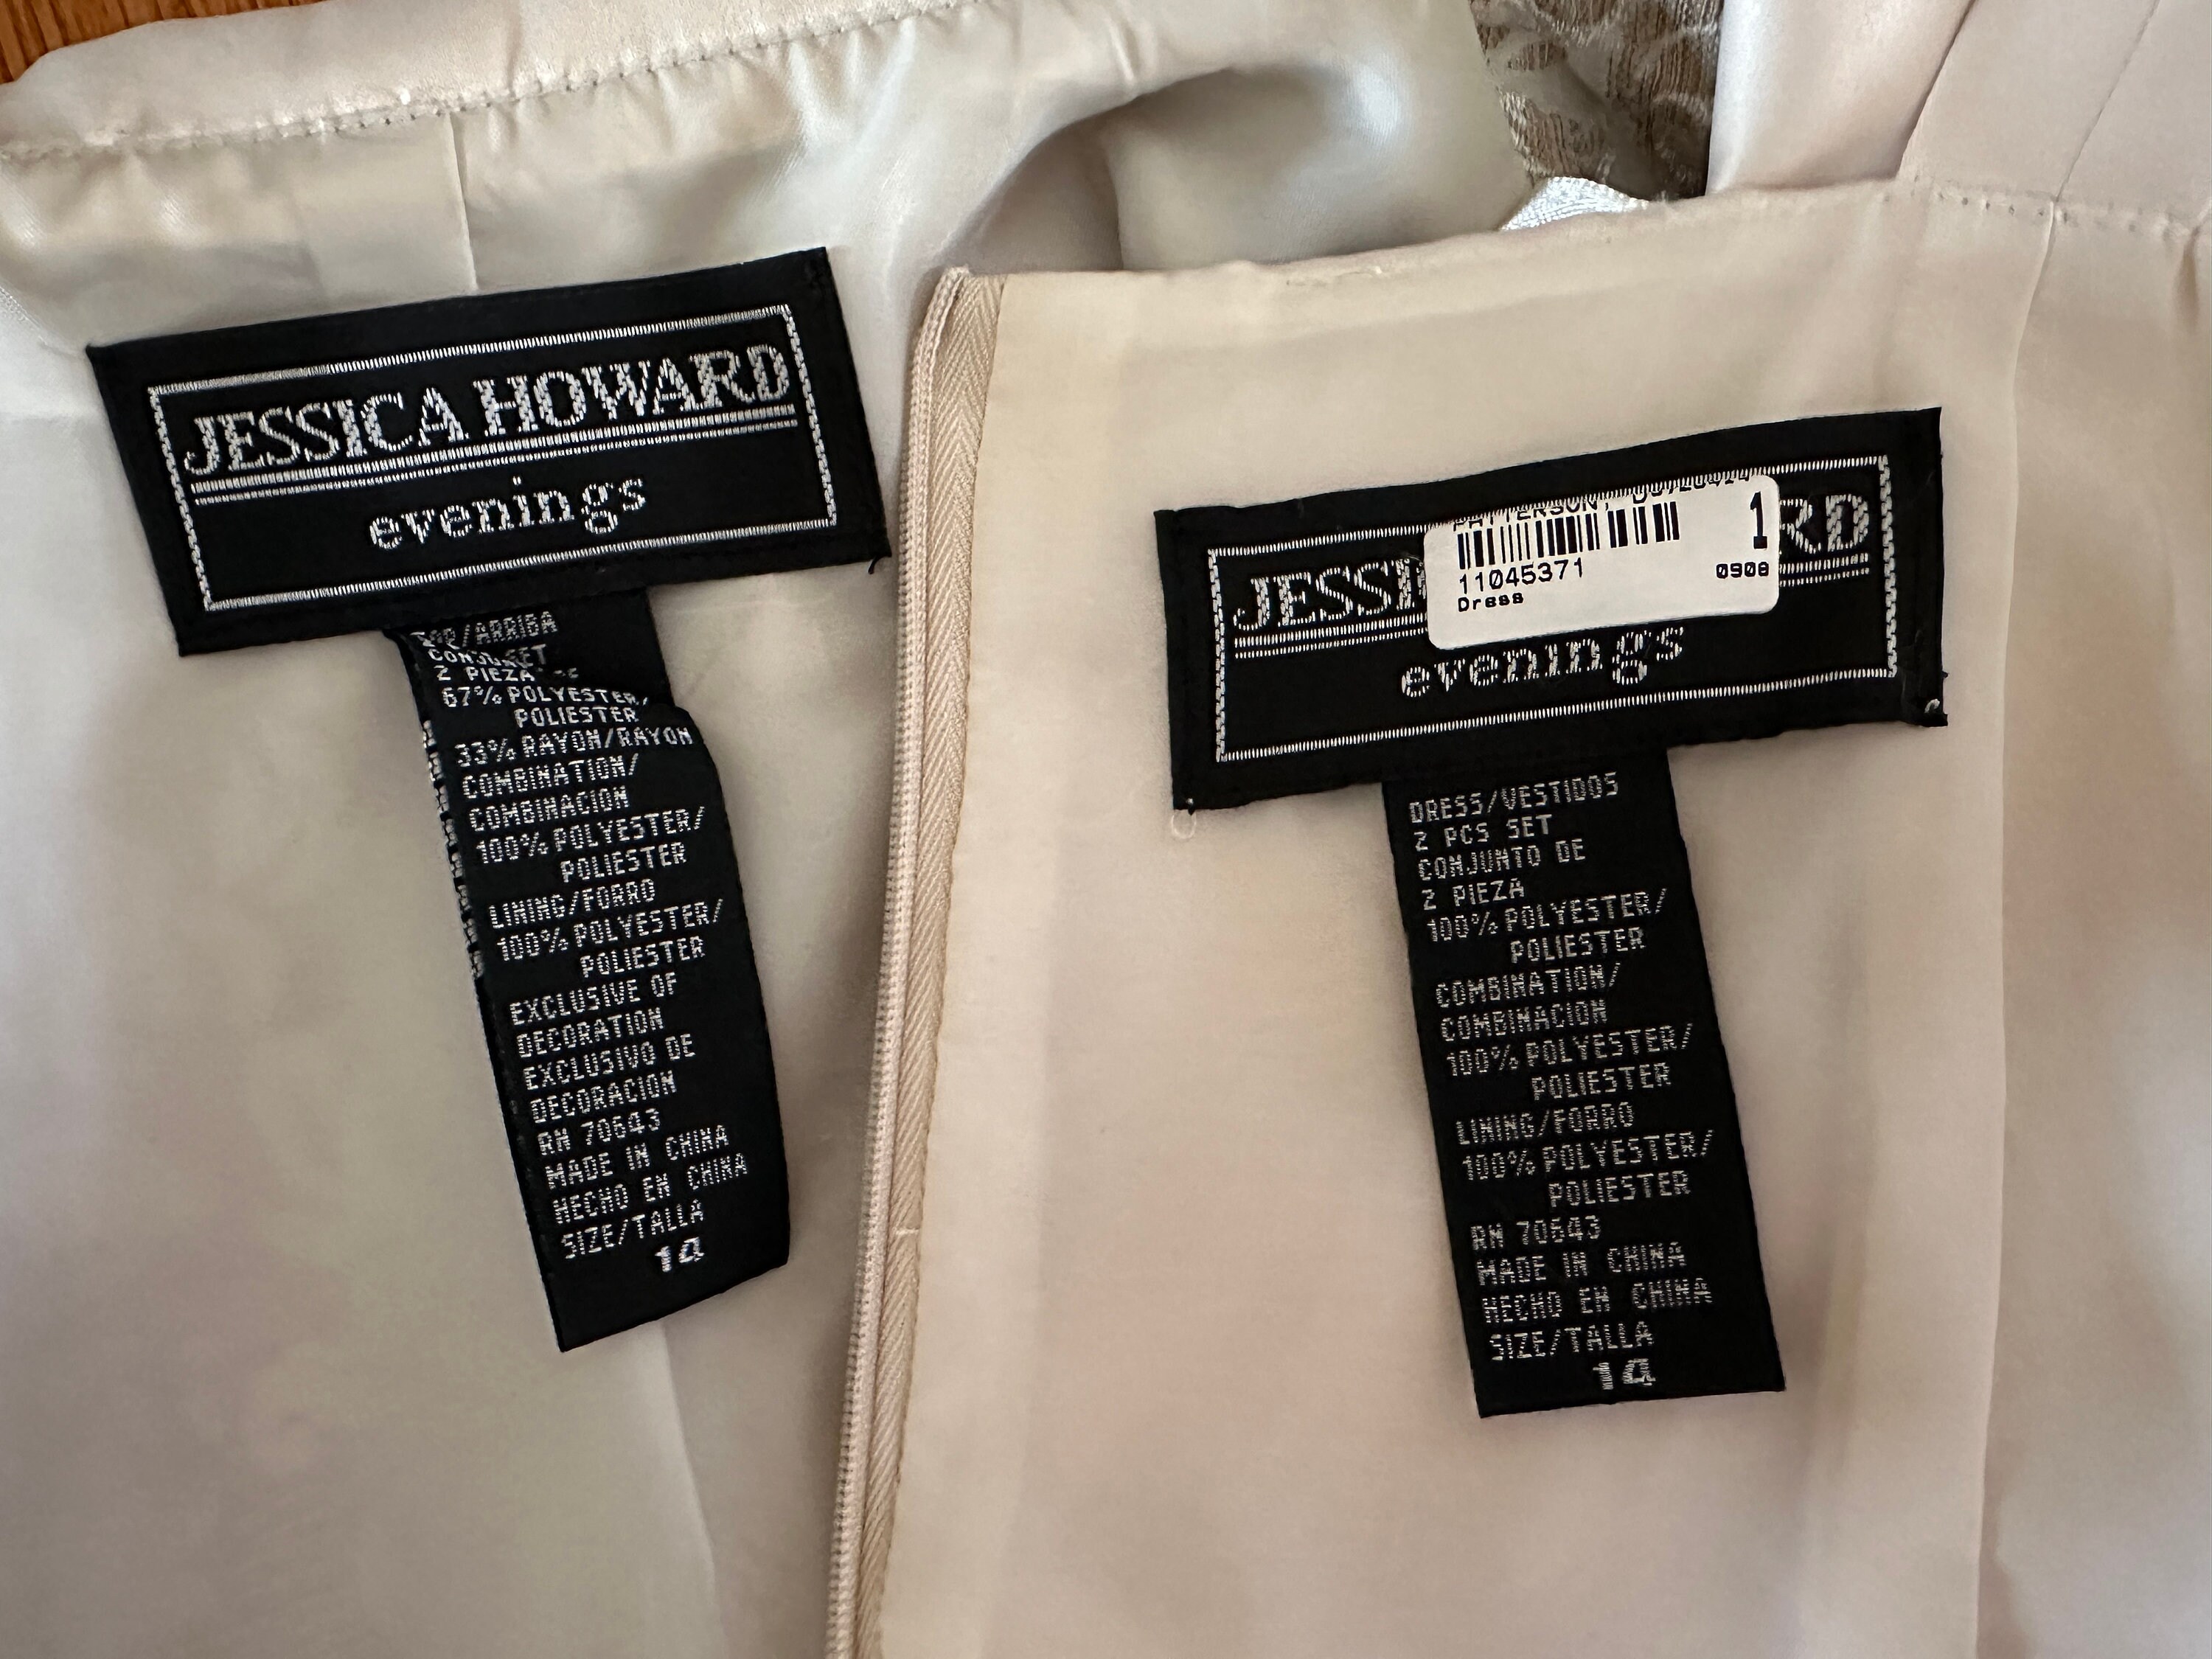 JESSICA HOWARD
evenings
TOP/ARRIBA
2 PIEZA
67% POLYESTER/
POLIESTER
33% RAYON/RAYON
COMBINATION/
COMBINACION
100% POLYESTER/
POLIESTER
LINING/FORRO
100% POLYESTER/
POLIESTER
EXCLUSIVE OF
DECORATION
EXCLUSIVO DE
DECORACION
RN 70643
MADE IN CHINA
HECHO EN CHINA
SIZE/TALLA
14
PATTERSON,
1
11045371
0908
Dress
evenings
DRESS/VESTIDOS
2 PCS SET
CONJUNTO DE
2 PIEZA
100% POLYESTER/
POLIESTER
COMBINATION/
COMBINACION
100% POLYESTER/
POLIESTER
LINING/FORRO
100% POLYESTER/
POLIESTER
RN 70643
MADE IN CHINA
HECHO EN CHINA
SIZE/TALLA
14